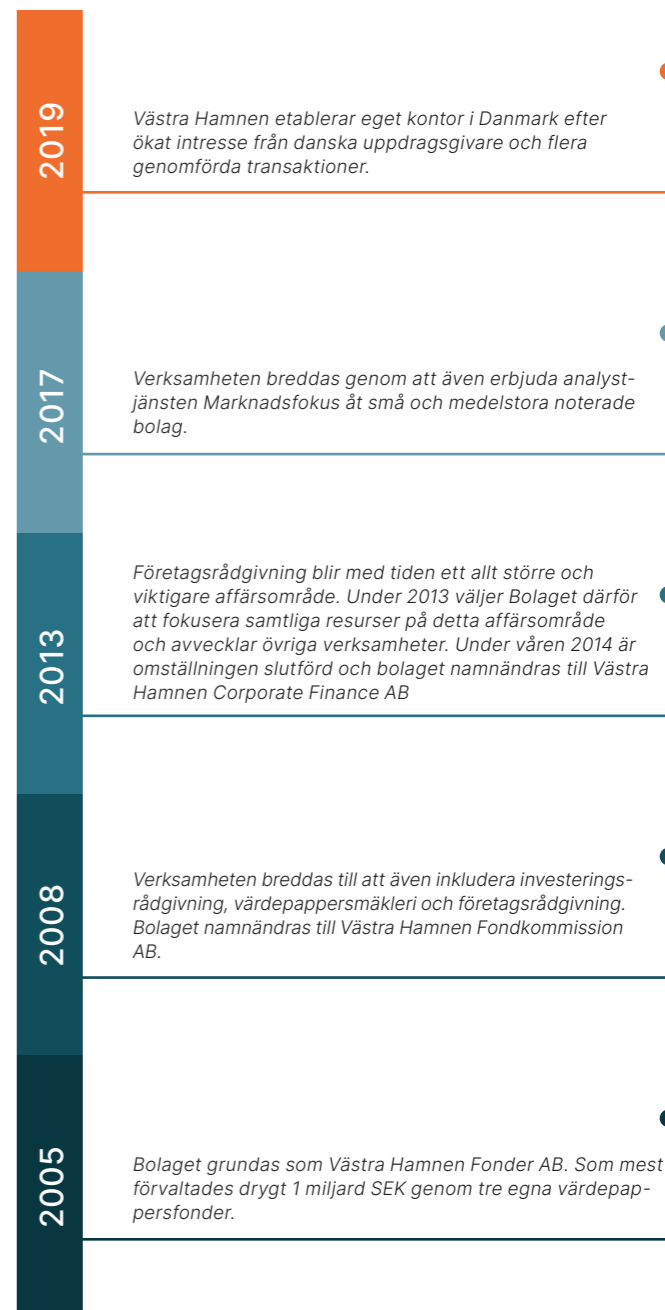 2019
Västra Hamnen etablerar eget kontor i Danmark efter
ökat intresse från danska uppdragsgivare och flera
genomförda transaktioner.
2017
Verksamheten breddas genom att även erbjuda analyst-
jänsten Marknadsfokus åt små och medelstora noterade
bolag.
2013
Företagsrådgivning blir med tiden ett allt större och
viktigare affärsområde. Under 2013 väljer Bolaget därför
att fokusera samtliga resurser på detta affärsområde
och avvecklar övriga verksamheter. Under våren 2014 är
omställningen slutförd och bolaget namnändras till Västra
Hamnen Corporate Finance AB
2008
Verksamheten breddas till att även inkludera investerings-
rådgivning, värdepappersmäkleri och företagsrådgivning.
Bolaget namnändras till Västra Hamnen Fondkommission
AB.
2005
Bolaget grundas som Västra Hamnen Fonder AB. Som mest
förvaltades drygt 1 miljard SEK genom tre egna värdepap-
persfonder.